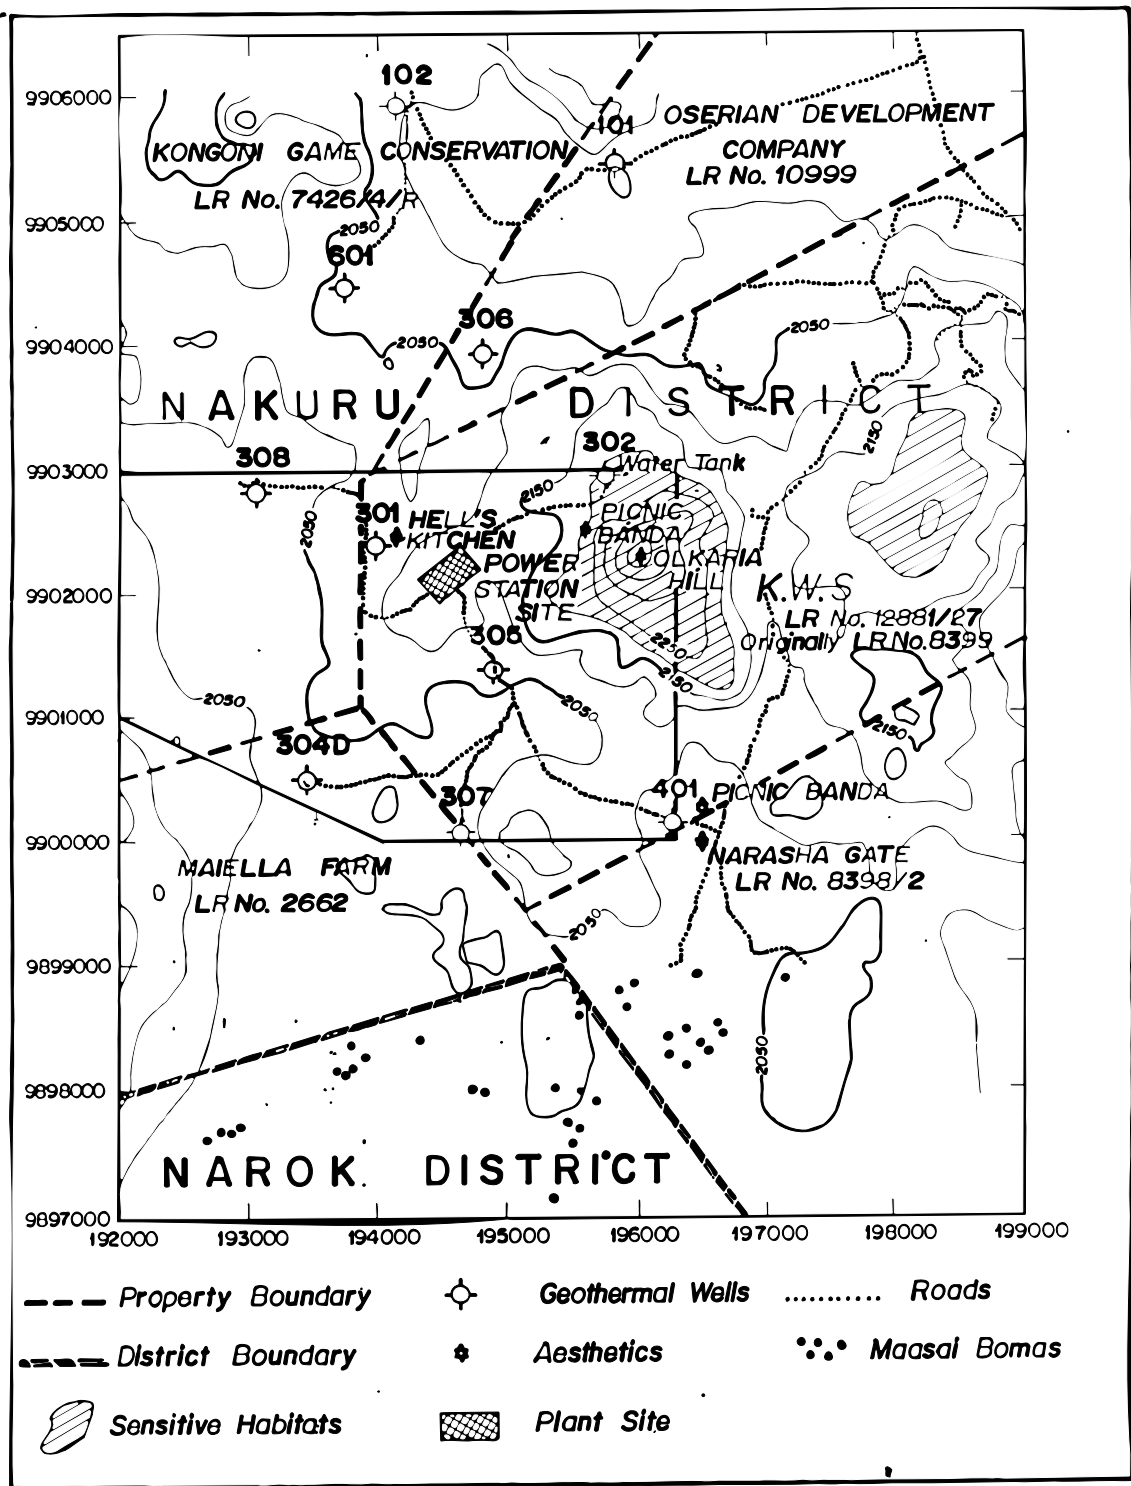 102
9906000
101
OSERIAN DEVELOPMENT
COMPANY
LR No. 10999
KONGONI GAME CONSERVATION
LR No. 7426/4/R
9905000
2050
601
306
2050
2050
9904000
NAKURU DISTRICT
2150
308
302
Water Tank
9903000
2150
2050
301
HELL'S
KITCHEN
PICNIC
BANDA
POWER
STATION
SITE
OLKARIA
HILL
9902000
K.W.S
LR No. 12881/27
Originally LR No. 8399
305
2250
2150
2050
2050
9901000
2150
304D
307
401
PICNIC BANDA
9900000
NARASHA GATE
LR No. 8398/2
MAIELLA FARM
LR No. 2662
2050
9899000
2050
9898000
NAROK DISTRICT
9897000
192000 193000 194000 195000 196000 197000 198000 199000
Property Boundary
Geothermal Wells
Roads
District Boundary
Aesthetics
Maasai Bomas
Sensitive Habitats
Plant Site